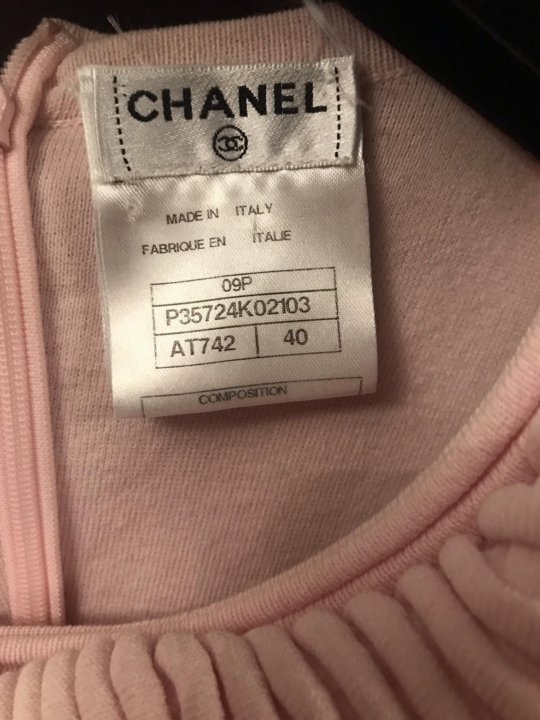 CHANEL
MADE IN ITALY
FABRIQUE EN ITALIE
09P
P35724K02103
AT742 40
COMPOSITION